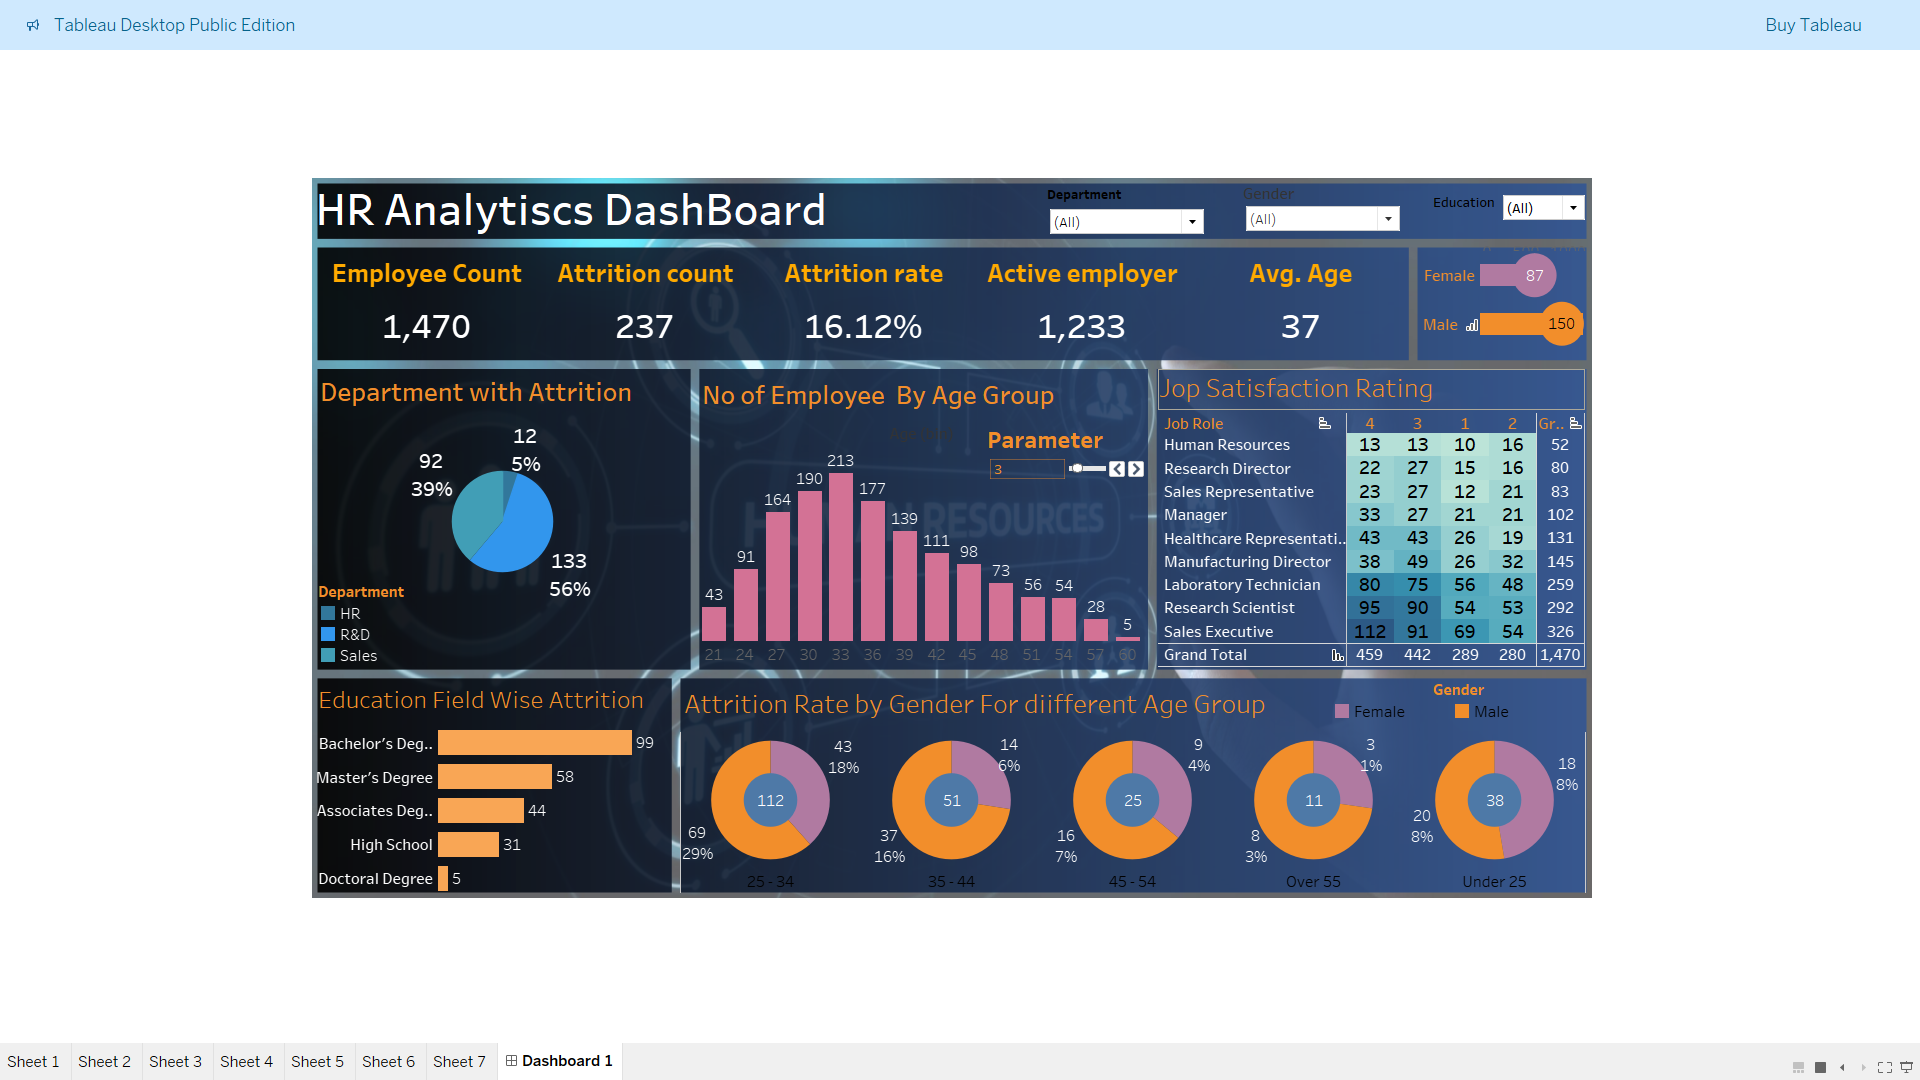 Tableau Desktop Public Edition
Buy Tableau
HR Analytiscs DashBoard
Department
(All)
Gender
(All)
Education
(All)
Employee Count
Attrition count
Attrition rate
Active employer
Avg. Age
1,470
237
16.12%
1,233
37
Female
87
Male
150
Department with Attrition
12
5%
92
39%
133
56%
Department
HR
R&D
Sales
No of Employee By Age Group
Parameter
3
43
91
164
190
213
177
139
111
98
73
56
54
28
5
21 24 27 30 33 36 39 42 45 48 51 54 57 60
HUMAN RESOURCES
Jop Satisfaction Rating
Job Role 4 3 1 2 Gr..
Human Resources 13 13 10 16 52
Research Director 22 27 15 16 80
Sales Representative 23 27 12 21 83
Manager 33 27 21 21 102
Healthcare Representati.. 43 43 26 19 131
Manufacturing Director 38 49 26 32 145
Laboratory Technician 80 75 56 48 259
Research Scientist 95 90 54 53 292
Sales Executive 112 91 69 54 326
Grand Total 459 442 289 280 1,470
Education Field Wise Attrition
Bachelor’s Deg.. 99
Master’s Degree 58
Associates Deg.. 44
High School 31
Doctoral Degree 5
Attrition Rate by Gender For diifferent Age Group
Gender
Female
Male
43
18%
112
69
29%
25 - 34
14
6%
51
37
16%
35 - 44
9
4%
25
16
7%
45 - 54
3
1%
11
8
3%
Over 55
18
8%
38
20
8%
Under 25
Sheet 1
Sheet 2
Sheet 3
Sheet 4
Sheet 5
Sheet 6
Sheet 7
Dashboard 1